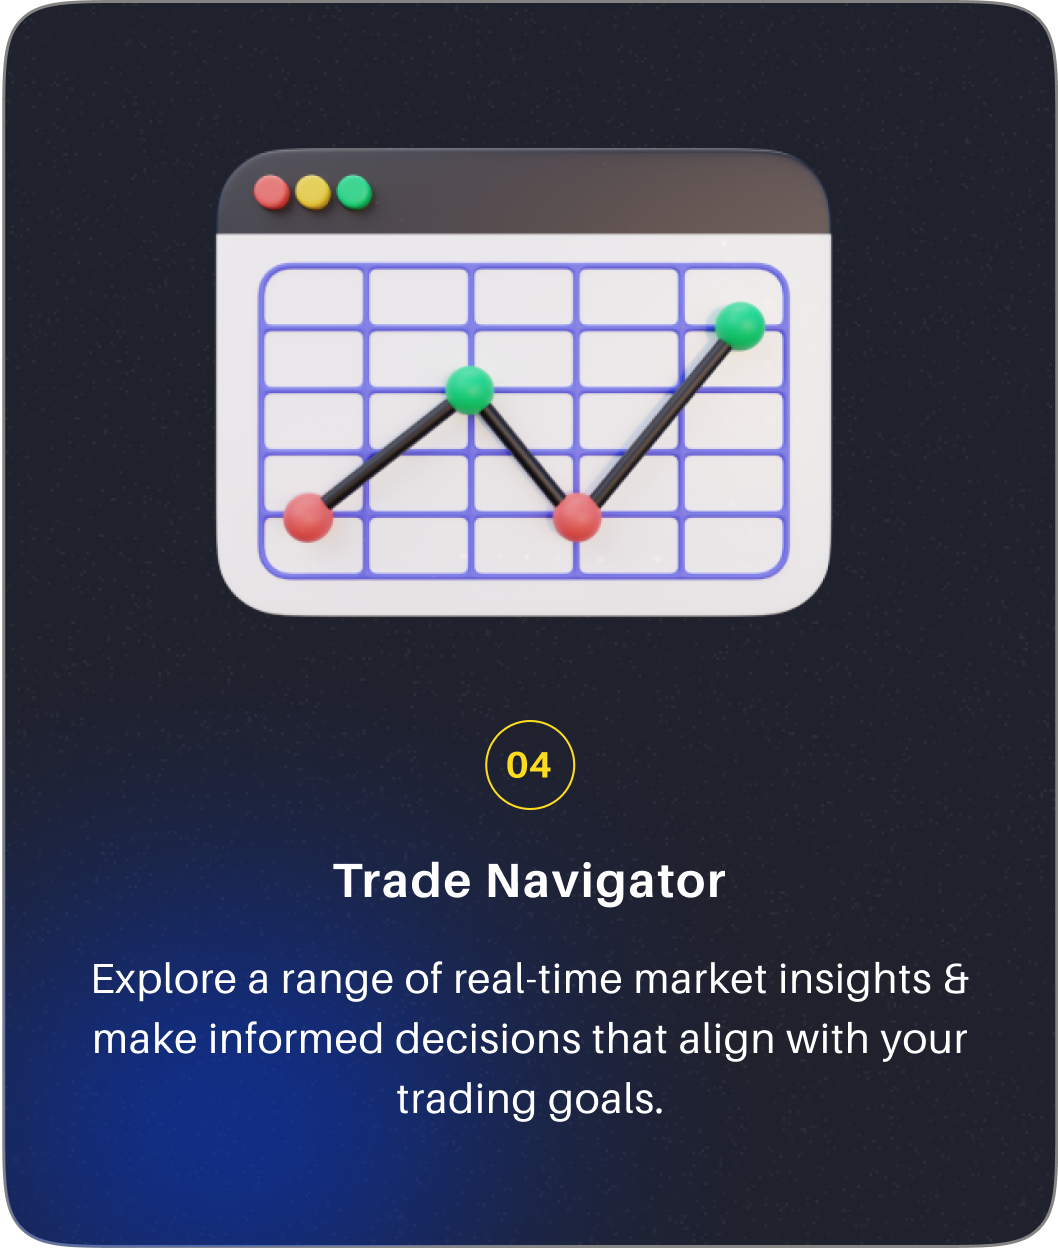 04
Trade Navigator
Explore a range of real-time market insights &
make informed decisions that align with your
trading goals.